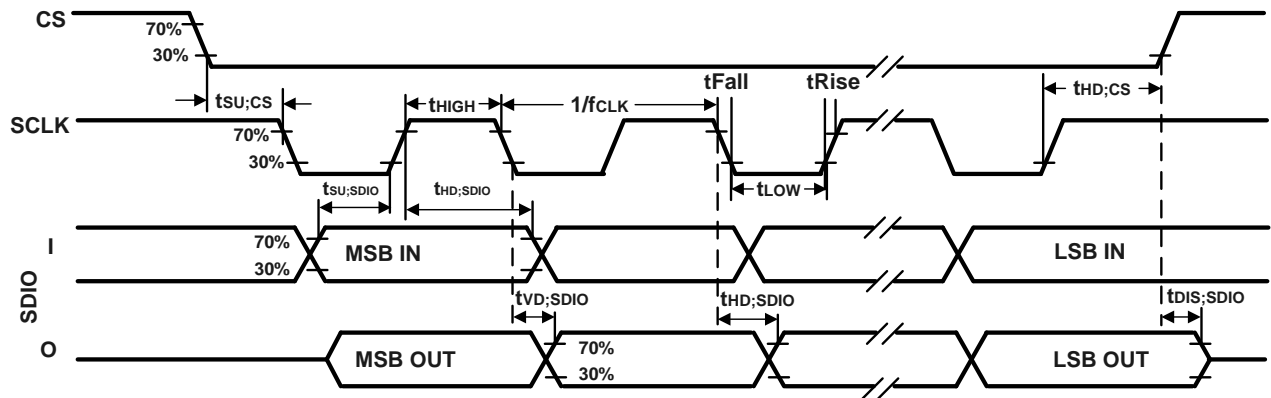 CS
70%
30%
tFall
tRise
tSU;CS
tHIGH
1/fCLK
tHD;CS
SCLK
70%
30%
tSU;SDIO
tHD;SDIO
tLOW
SDIO
I
70%
30%
MSB IN
LSB IN
tVD;SDIO
tHD;SDIO
tDIS;SDIO
O
MSB OUT
70%
30%
LSB OUT